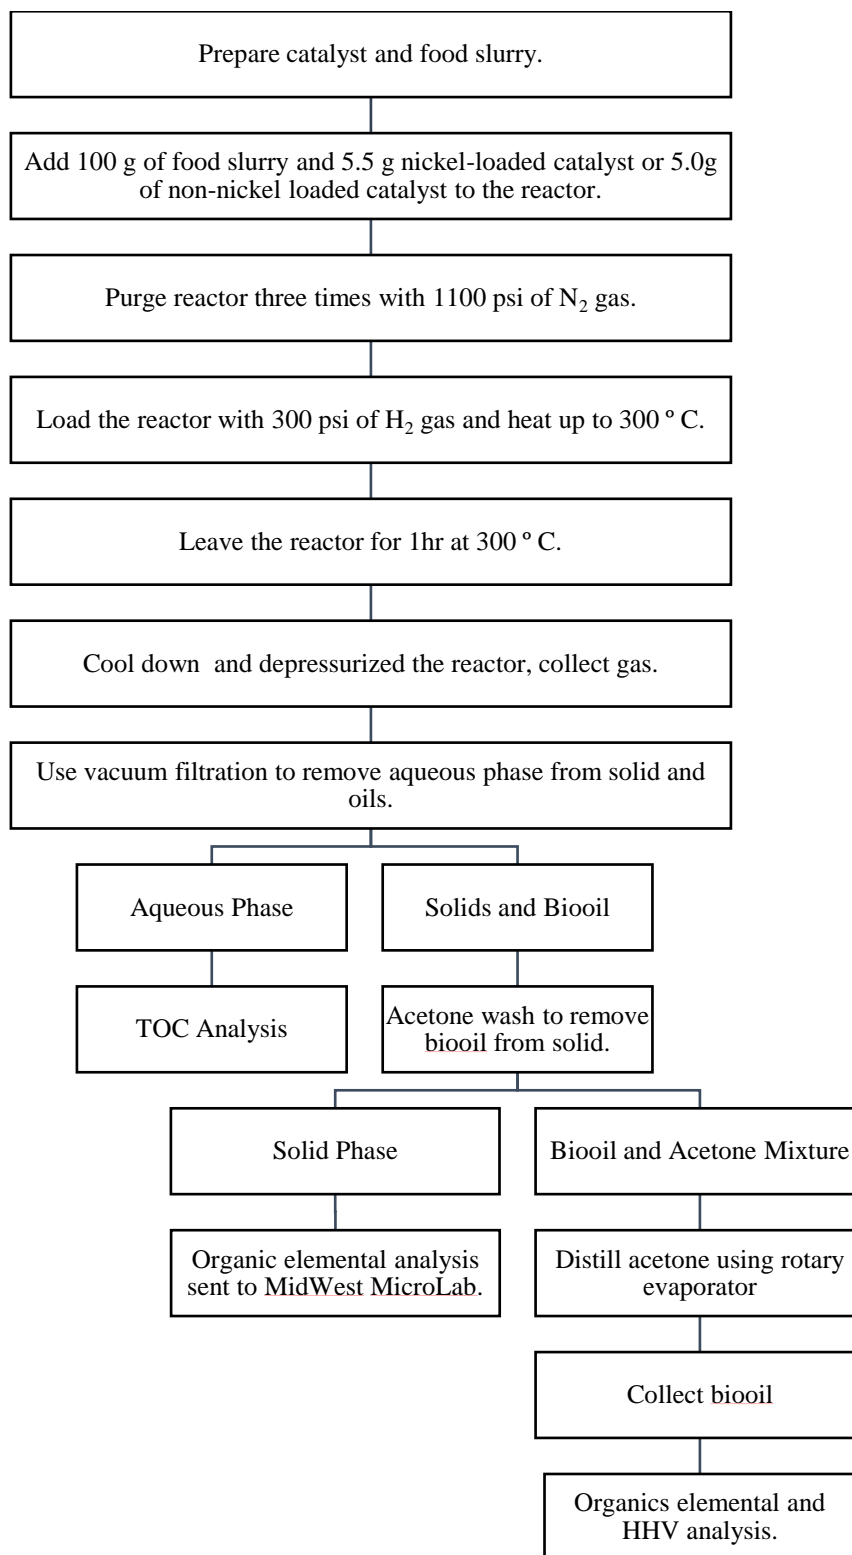 Prepare catalyst and food slurry.
Add 100 g of food slurry and 5.5 g nickel-loaded catalyst or 5.0g
of non-nickel loaded catalyst to the reactor.
Purge reactor three times with 1100 psi of N₂ gas.
Load the reactor with 300 psi of H₂ gas and heat up to 300 º C.
Leave the reactor for 1hr at 300 º C.
Cool down  and depressurized the reactor, collect gas.
Use vacuum filtration to remove aqueous phase from solid and
oils.
Aqueous Phase
Solids and Biooil
TOC Analysis
Acetone wash to remove
biooil from solid.
Solid Phase
Biooil and Acetone Mixture
Organic elemental analysis
sent to MidWest MicroLab.
Distill acetone using rotary
evaporator
Collect biooil
Organics elemental and
HHV analysis.